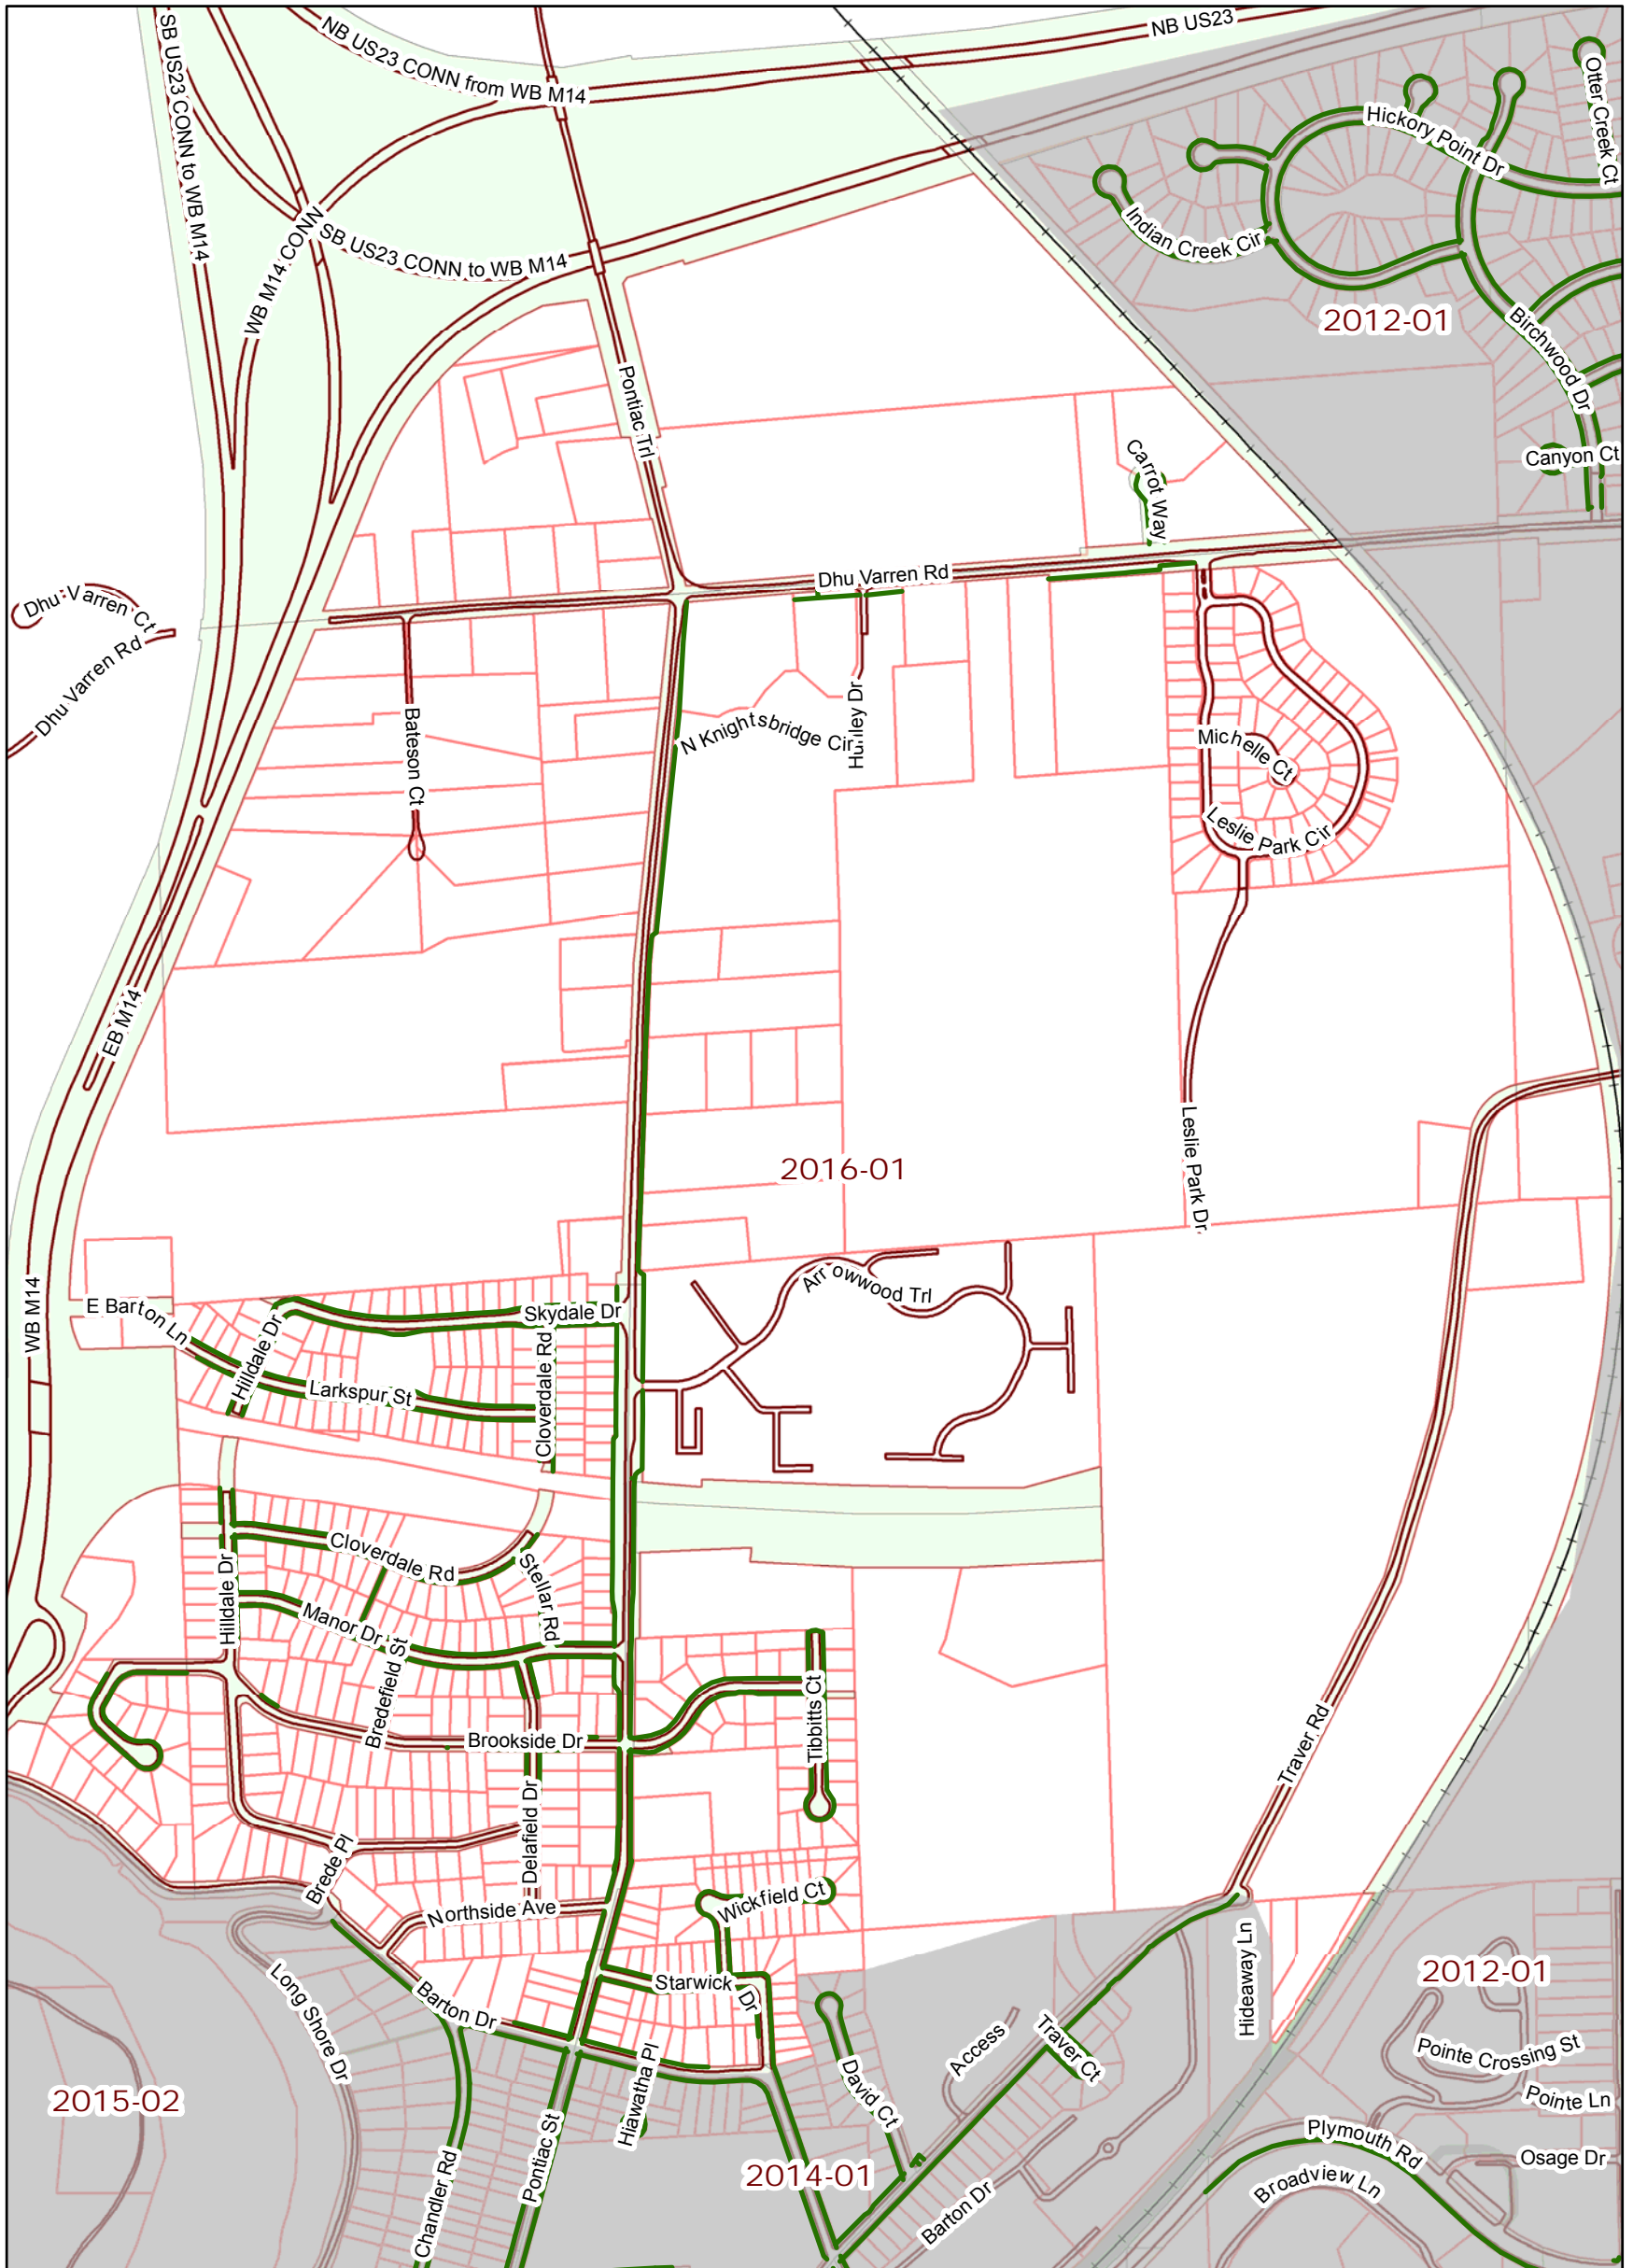 SB US23 CONN to WB M14
NB US23 CONN from WB M14
NB US23
Otter Creek Ct
Hickory Point Dr
Indian Creek Cir
WB M14 CONN
SB US23 CONN to WB M14
2012-01
Birchwood Dr
Pontiac Trl
Carrot Way
Canyon Ct
Dhu Varren Rd
Dhu Varren Ct
Dhu Varren Rd
Bateson Ct
N Knightsbridge Cir
Hunley Dr
Michelle Ct
Leslie Park Cir
EB M14
2016-01
Leslie Park Dr
WB M14
E Barton Ln
Hilldale Dr
Skydale Dr
Arrowwood Trl
Larkspur St
Cloverdale Rd
Cloverdale Rd
Stellar Rd
Hilldale Dr
Manor Dr
Bredefield St
Brookside Dr
Tibbitts Ct
Traver Rd
Delafield Dr
Brede Pl
Northside Ave
Wickfield Ct
Hideaway Ln
2012-01
Long Shore Dr
Barton Dr
Starwick Dr
Access
Traver Ct
Pointe Crossing St
Pointe Ln
2015-02
Hiawatha Pl
David Ct
Chandler Rd
Pontiac St
2014-01
Barton Dr
Plymouth Rd
Broadview Ln
Osage Dr